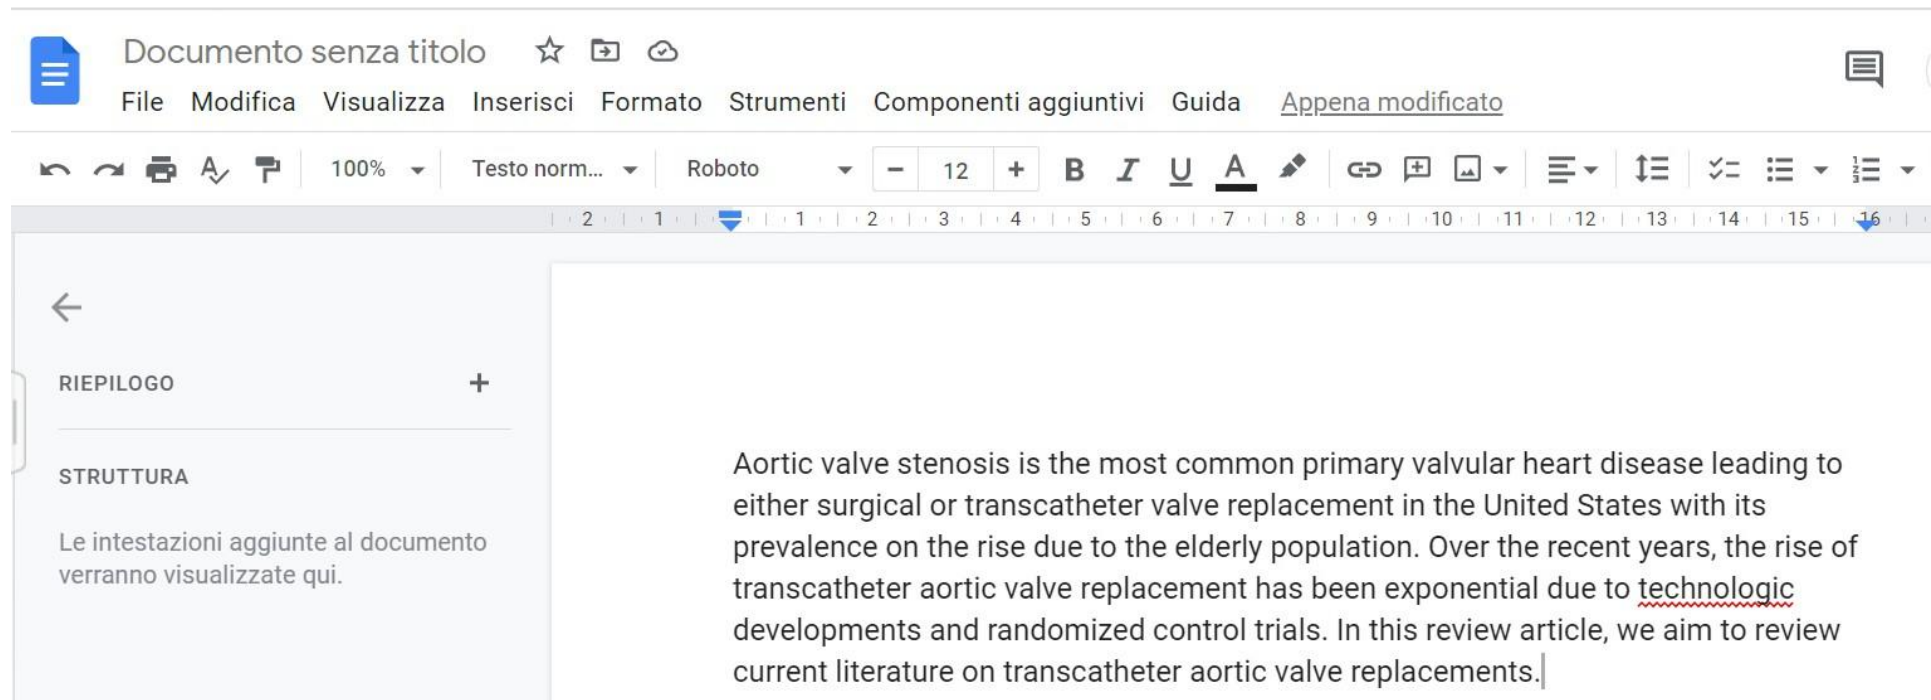 Documento senza titolo
File Modifica Visualizza Inserisci Formato Strumenti Componenti aggiuntivi Guida Appena modificato
100% Testo norm... Roboto - 12 + B I U A
2 1 1 2 3 4 5 6 7 8 9 10 11 12 13 14 15 16
RIEPILOGO +
STRUTTURA
Le intestazioni aggiunte al documento
verranno visualizzate qui.
Aortic valve stenosis is the most common primary valvular heart disease leading to
either surgical or transcatheter valve replacement in the United States with its
prevalence on the rise due to the elderly population. Over the recent years, the rise of
transcatheter aortic valve replacement has been exponential due to technologic
developments and randomized control trials. In this review article, we aim to review
current literature on transcatheter aortic valve replacements.